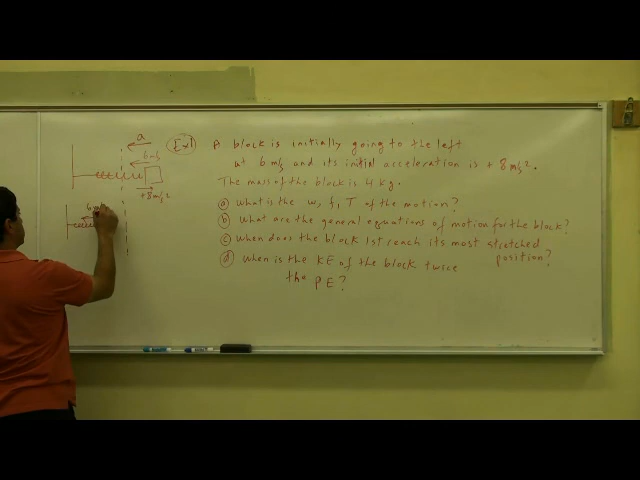 a
6 m/s
+8 m/s²
6 m
Ex1 A block is initially going to the left
at 6 m/s and its initial acceleration is + 8 m/s².
The mass of the block is 4 kg.
a What is the w, f, T of the motion?
b What are the general equations of motion for the block?
c When does the block 1st reach its most stretched
position?
d When is the KE of the block twice
the PE?